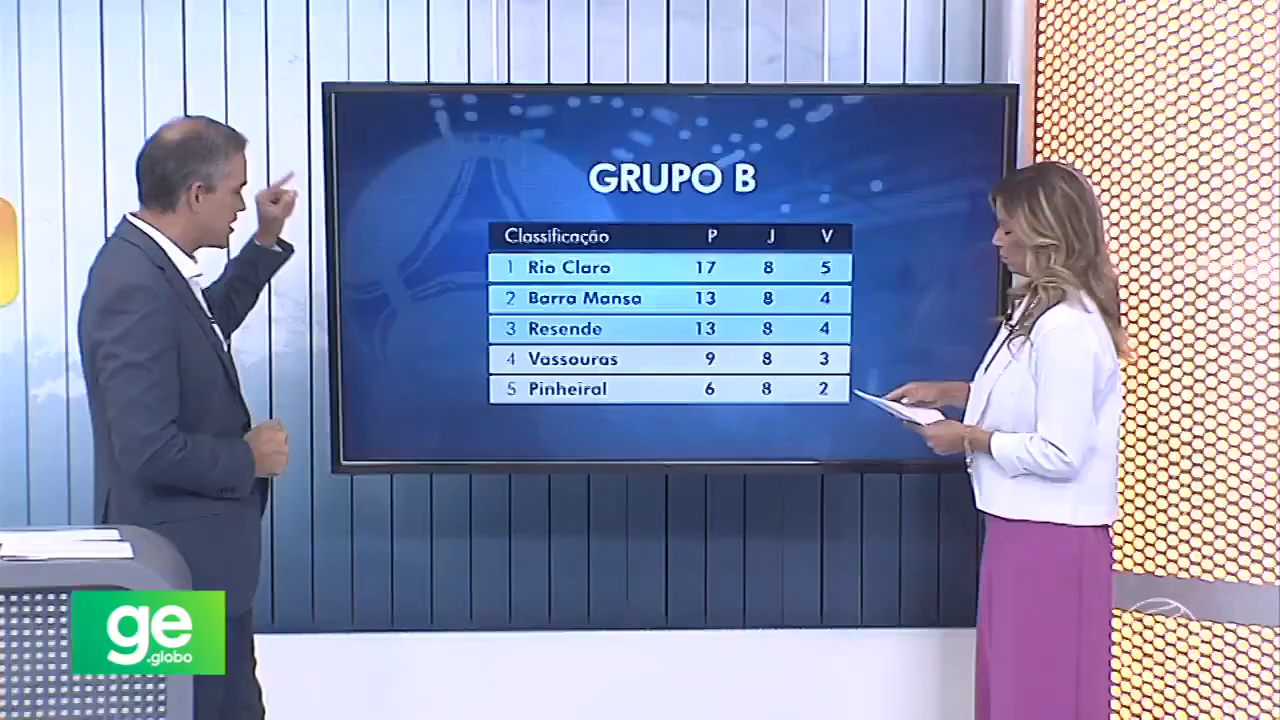 GRUPO B
Classificação P J V
1 Rio Claro 17 8 5
2 Barra Mansa 13 8 4
3 Resende 13 8 4
4 Vassouras 9 8 3
5 Pinheiral 6 8 2
ge
.globo